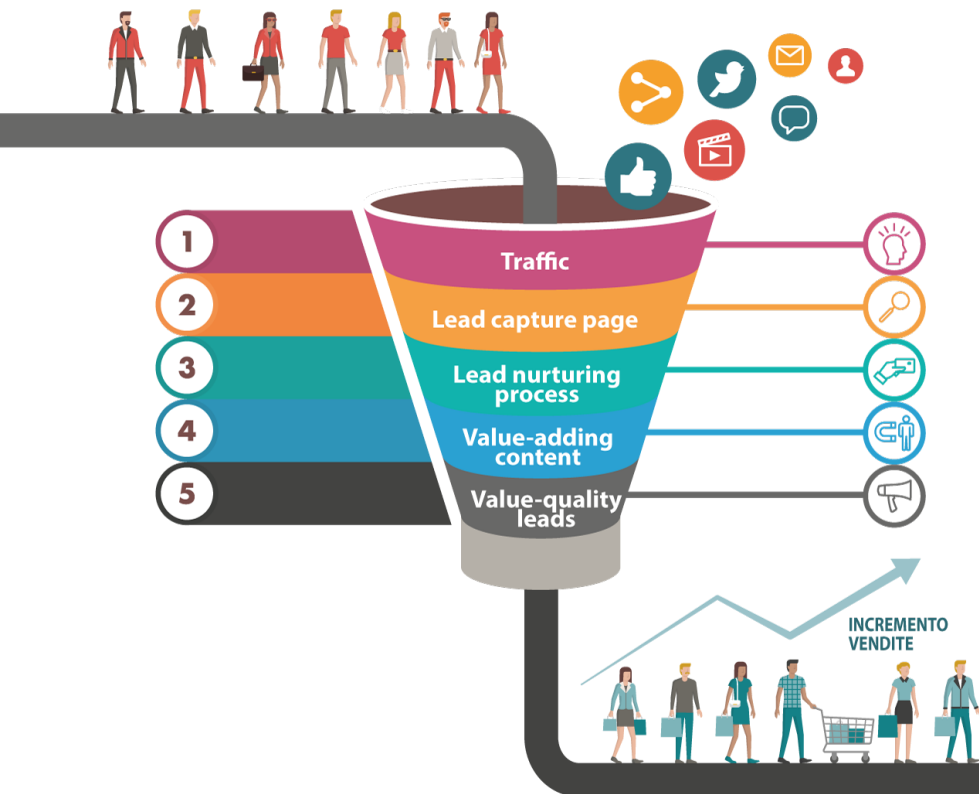 1
Traffic
2
Lead capture page
3
Lead nurturing
process
4
Value-adding
content
5
Value-quality
leads
INCREMENTO
VENDITE